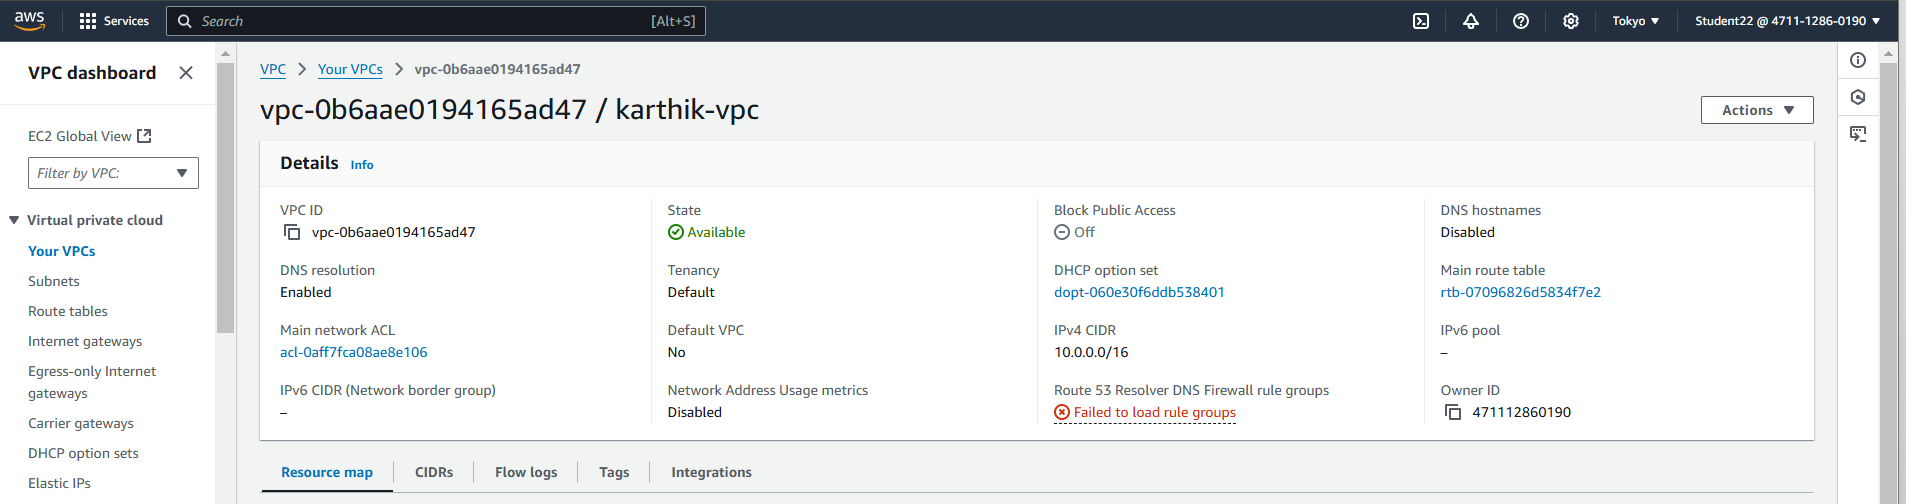 aws Services Search [Alt+S] Tokyo Student22 @ 4711-1286-0190
VPC dashboard
EC2 Global View
Filter by VPC:
Virtual private cloud
Your VPCs
Subnets
Route tables
Internet gateways
Egress-only Internet
gateways
Carrier gateways
DHCP option sets
Elastic IPs
VPC Your VPCs vpc-0b6aae0194165ad47
vpc-0b6aae0194165ad47 / karthik-vpc
Actions
Details Info
VPC ID
vpc-0b6aae0194165ad47
State
Available
Block Public Access
Off
DNS hostnames
Disabled
DNS resolution
Enabled
Tenancy
Default
DHCP option set
dopt-060e30f6ddb538401
Main route table
rtb-07096826d5834f7e2
Main network ACL
acl-0aff7fca08ae8e106
Default VPC
No
IPv4 CIDR
10.0.0.0/16
IPv6 pool
–
IPv6 CIDR (Network border group)
–
Network Address Usage metrics
Disabled
Route 53 Resolver DNS Firewall rule groups
Failed to load rule groups
Owner ID
471112860190
Resource map CIDRs Flow logs Tags Integrations